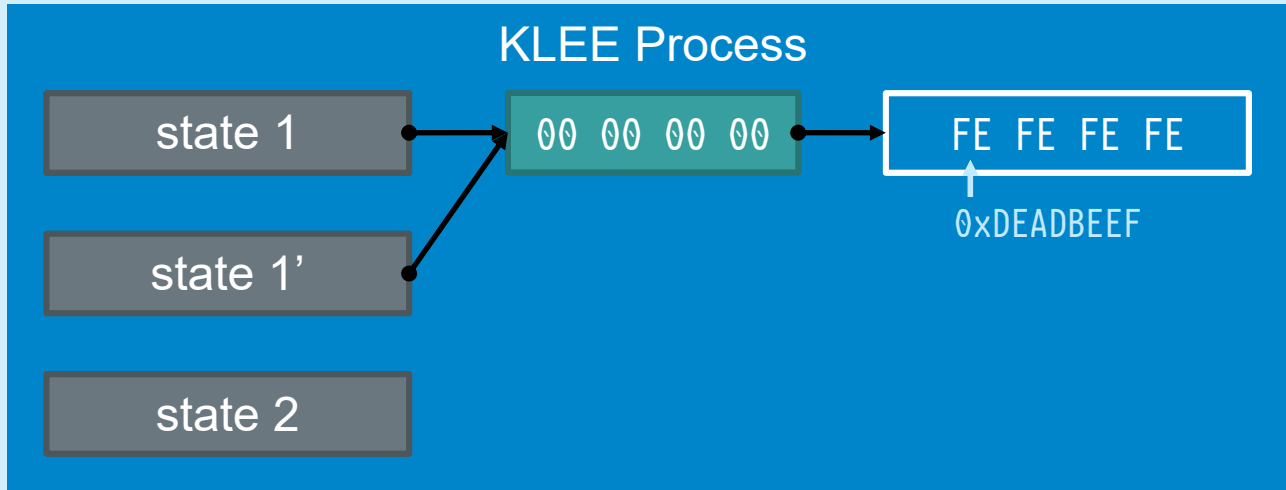 KLEE Process
state 1
00 00 00 00
FE FE FE FE
0xDEADBEEF
state 1’
state 2